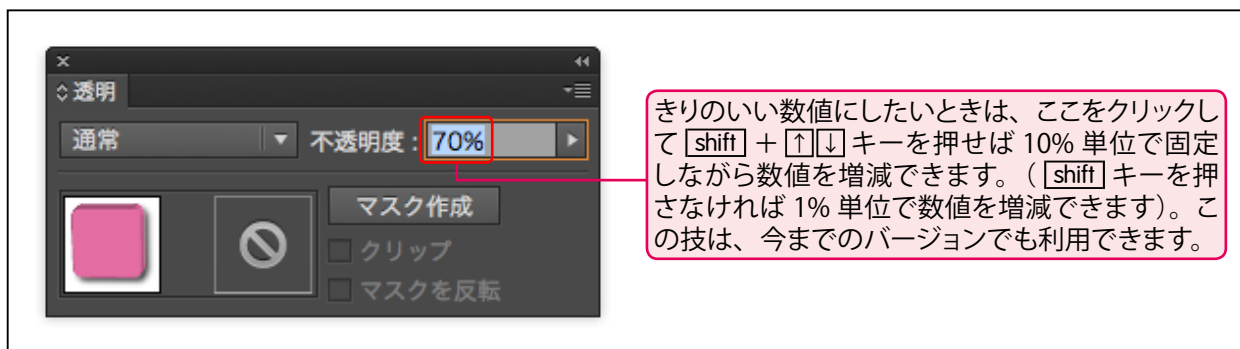 透明
通常
不透明度：70%
マスク作成
クリップ
マスクを反転
きりのいい数値にしたいときは、ここをクリックし
て shift ＋ ↑ ↓ キーを押せば 10% 単位で固定
しながら数値を増減できます。（ shift キーを押
さなければ 1% 単位で数値を増減できます）。こ
の技は、今までのバージョンでも利用できます。